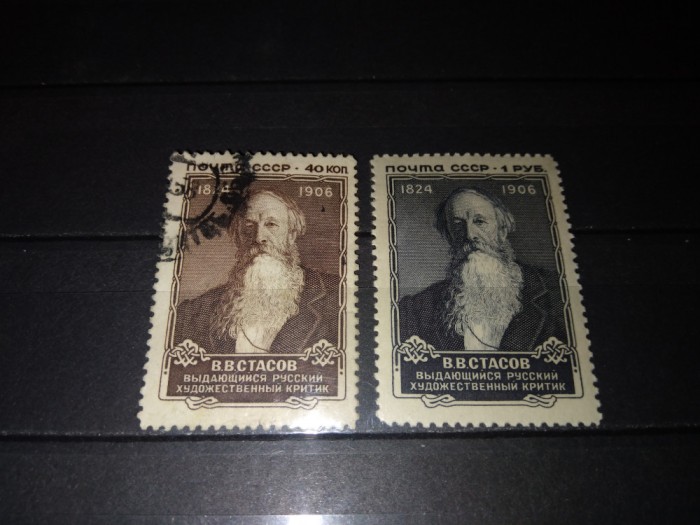 ПОЧТА СССР · 40 КОП.
1824 1906
В.В.СТАСОВ
ВЫДАЮЩИЙСЯ РУССКИЙ
ХУДОЖЕСТВЕННЫЙ КРИТИК
ПОЧТА СССР · 1 РУБ.
1824 1906
В.В.СТАСОВ
ВЫДАЮЩИЙСЯ РУССКИЙ
ХУДОЖЕСТВЕННЫЙ КРИТИК